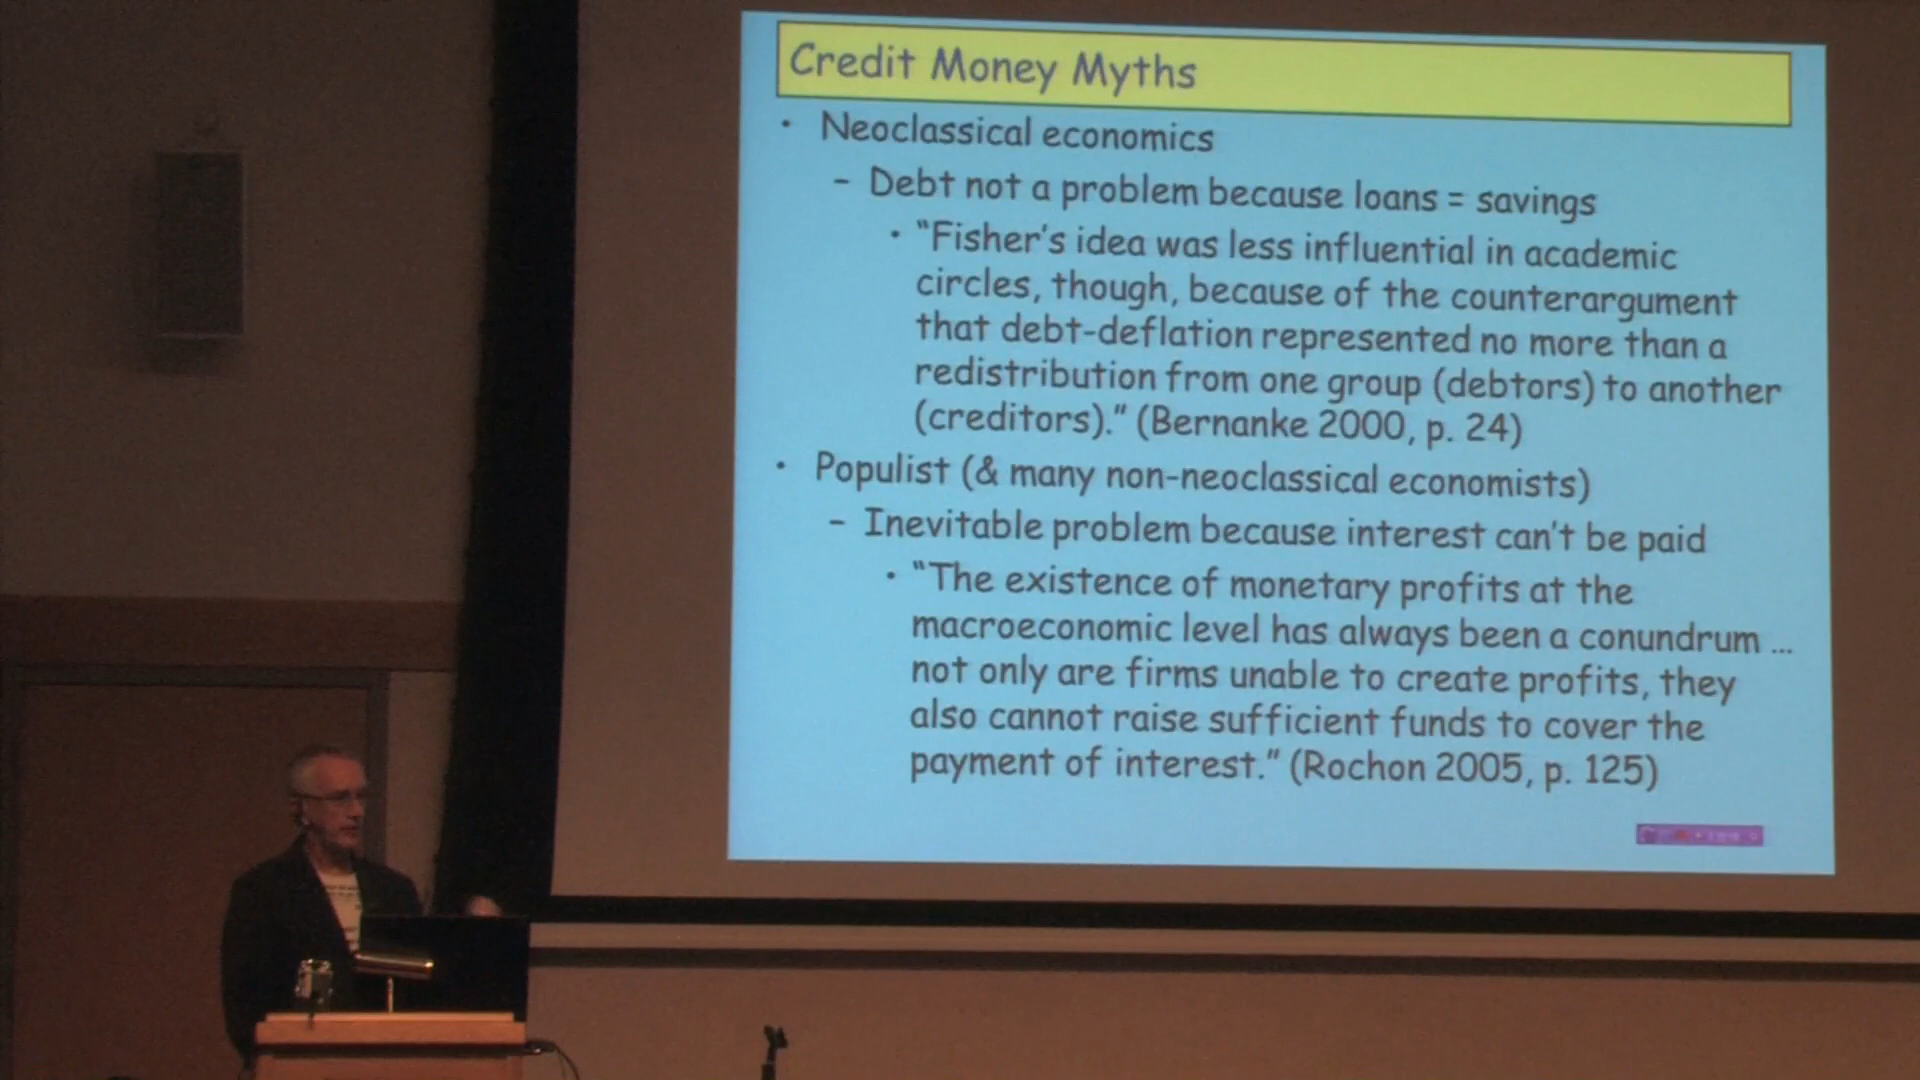 Credit Money Myths
• Neoclassical economics
– Debt not a problem because loans = savings
• "Fisher's idea was less influential in academic
circles, though, because of the counterargument
that debt-deflation represented no more than a
redistribution from one group (debtors) to another
(creditors)." (Bernanke 2000, p. 24)
• Populist (& many non-neoclassical economists)
– Inevitable problem because interest can't be paid
• "The existence of monetary profits at the
macroeconomic level has always been a conundrum ...
not only are firms unable to create profits, they
also cannot raise sufficient funds to cover the
payment of interest." (Rochon 2005, p. 125)